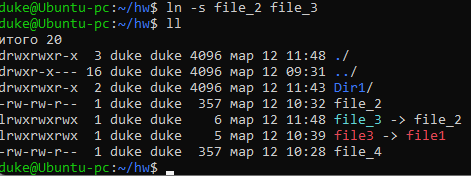 duke@Ubuntu-pc:~/hw$ ln -s file_2 file_3
duke@Ubuntu-pc:~/hw$ ll
итого 20
drwxrwxr-x  3 duke duke 4096 мар 12 11:48 ./
drwxr-x--- 16 duke duke 4096 мар 12 09:31 ../
drwxrwxr-x  2 duke duke 4096 мар 12 11:43 Dir1/
-rw-rw-r--  1 duke duke  357 мар 12 10:32 file_2
lrwxrwxrwx  1 duke duke    6 мар 12 11:48 file_3 -> file_2
lrwxrwxrwx  1 duke duke    5 мар 12 10:39 file3 -> file1
-rw-rw-r--  1 duke duke  357 мар 12 10:28 file_4
duke@Ubuntu-pc:~/hw$